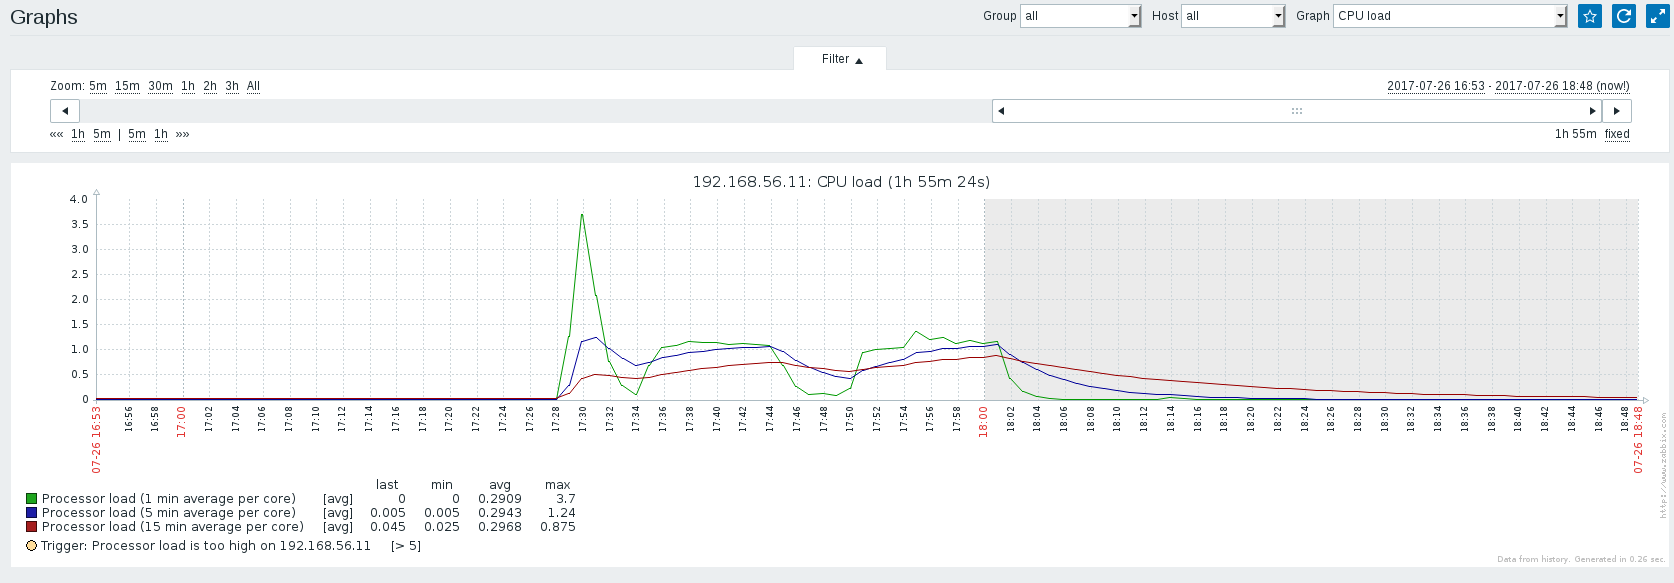 Graphs
Group all Host all Graph CPU load
Filter ▲
Zoom: 5m 15m 30m 1h 2h 3h All
2017-07-26 16:53 - 2017-07-26 18:48 (now!)
«« 1h 5m | 5m 1h »»
1h 55m fixed
192.168.56.11: CPU load (1h 55m 24s)
4.0
3.5
3.0
2.5
2.0
1.5
1.0
0.5
0
07-26 16:53 16:56 16:58 17:00 17:02 17:04 17:06 17:08 17:10 17:12 17:14 17:16 17:18 17:20 17:22 17:24 17:26 17:28 17:30 17:32 17:34 17:36 17:38 17:40 17:42 17:44 17:46 17:48 17:50 17:52 17:54 17:56 17:58 18:00 18:02 18:04 18:06 18:08 18:10 18:12 18:14 18:16 18:18 18:20 18:22 18:24 18:26 18:28 18:30 18:32 18:34 18:36 18:38 18:40 18:42 18:44 18:46 18:48 07-26 18:48
http://www.zabbix.com
last min avg max
Processor load (1 min average per core) [avg] 0 0 0.2909 3.7
Processor load (5 min average per core) [avg] 0.005 0.005 0.2943 1.24
Processor load (15 min average per core) [avg] 0.045 0.025 0.2968 0.875
Trigger: Processor load is too high on 192.168.56.11 [> 5]
Data from history. Generated in 0.26 sec.